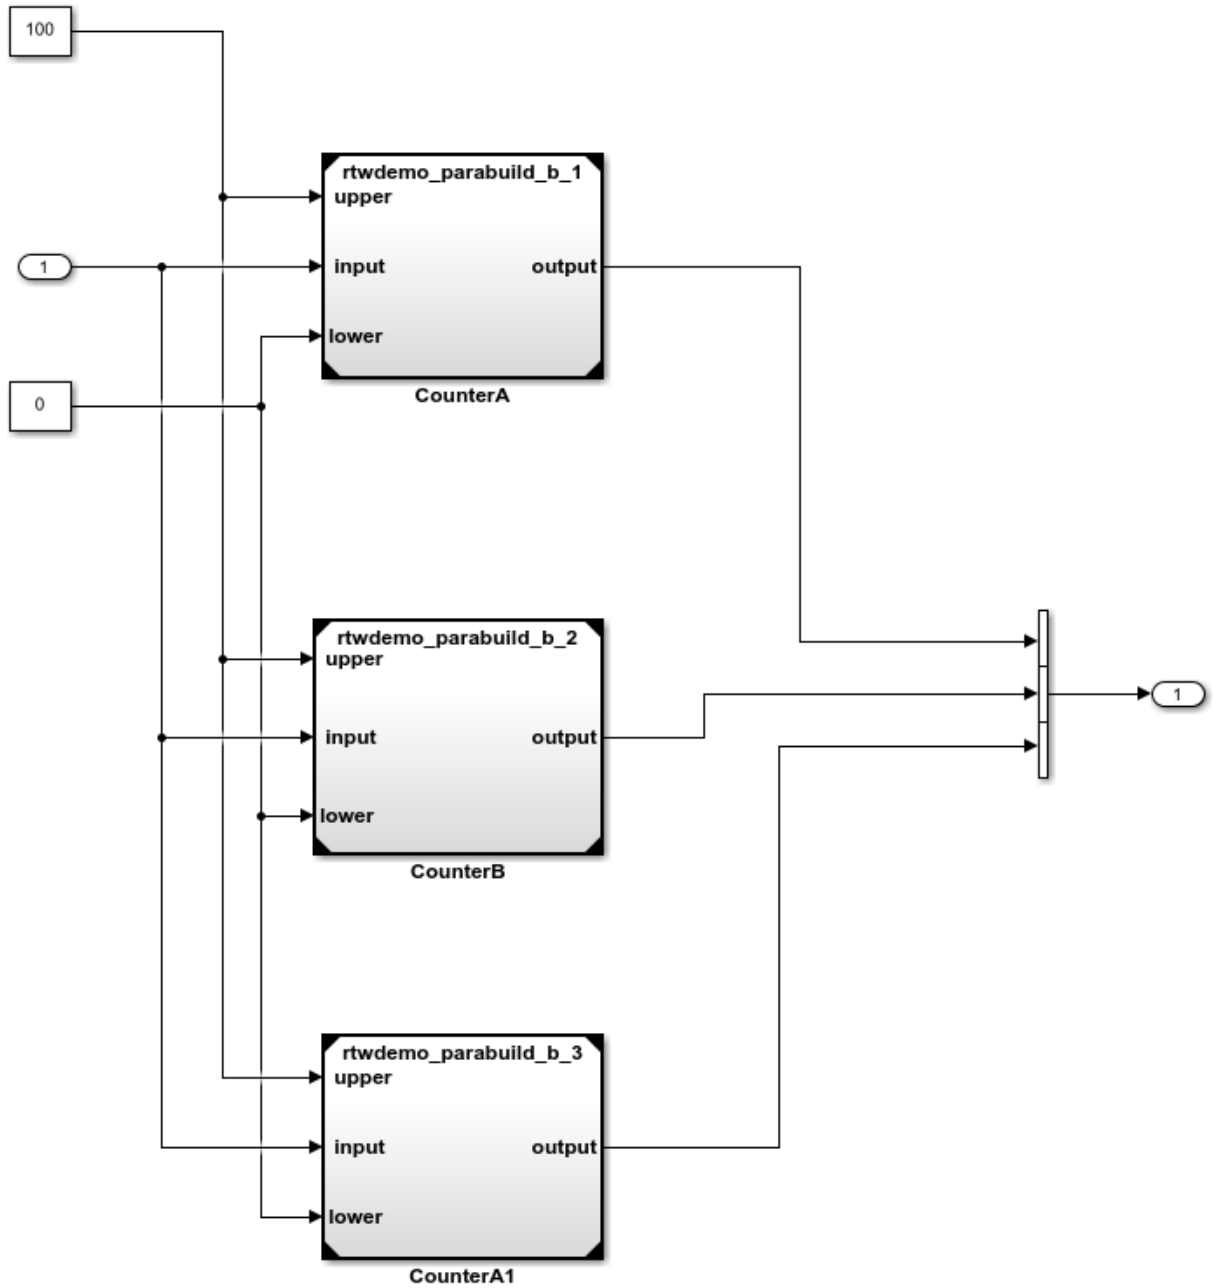 100
rtwdemo_parabuild_b_1
upper
1
input
output
lower
CounterA
0
rtwdemo_parabuild_b_2
upper
input
output
lower
CounterB
1
rtwdemo_parabuild_b_3
upper
input
output
lower
CounterA1